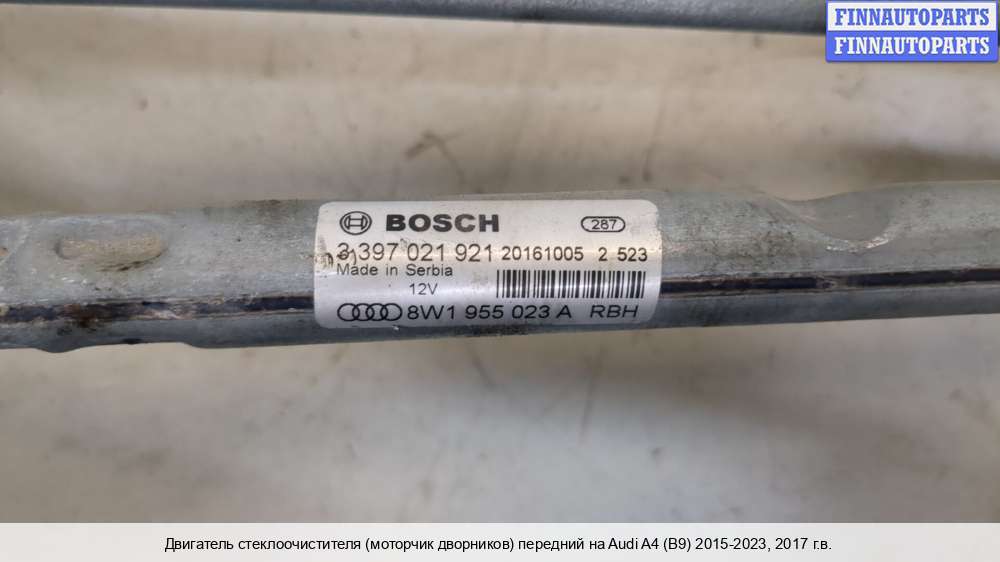 FINNAUTOPARTS
FINNAUTOPARTS
BOSCH 287
3 397 021 921 20161005 2 523
Made in Serbia
12V
8W1 955 023 A RBH
Двигатель стеклоочистителя (моторчик дворников) передний на Audi A4 (B9) 2015-2023, 2017 г.в.